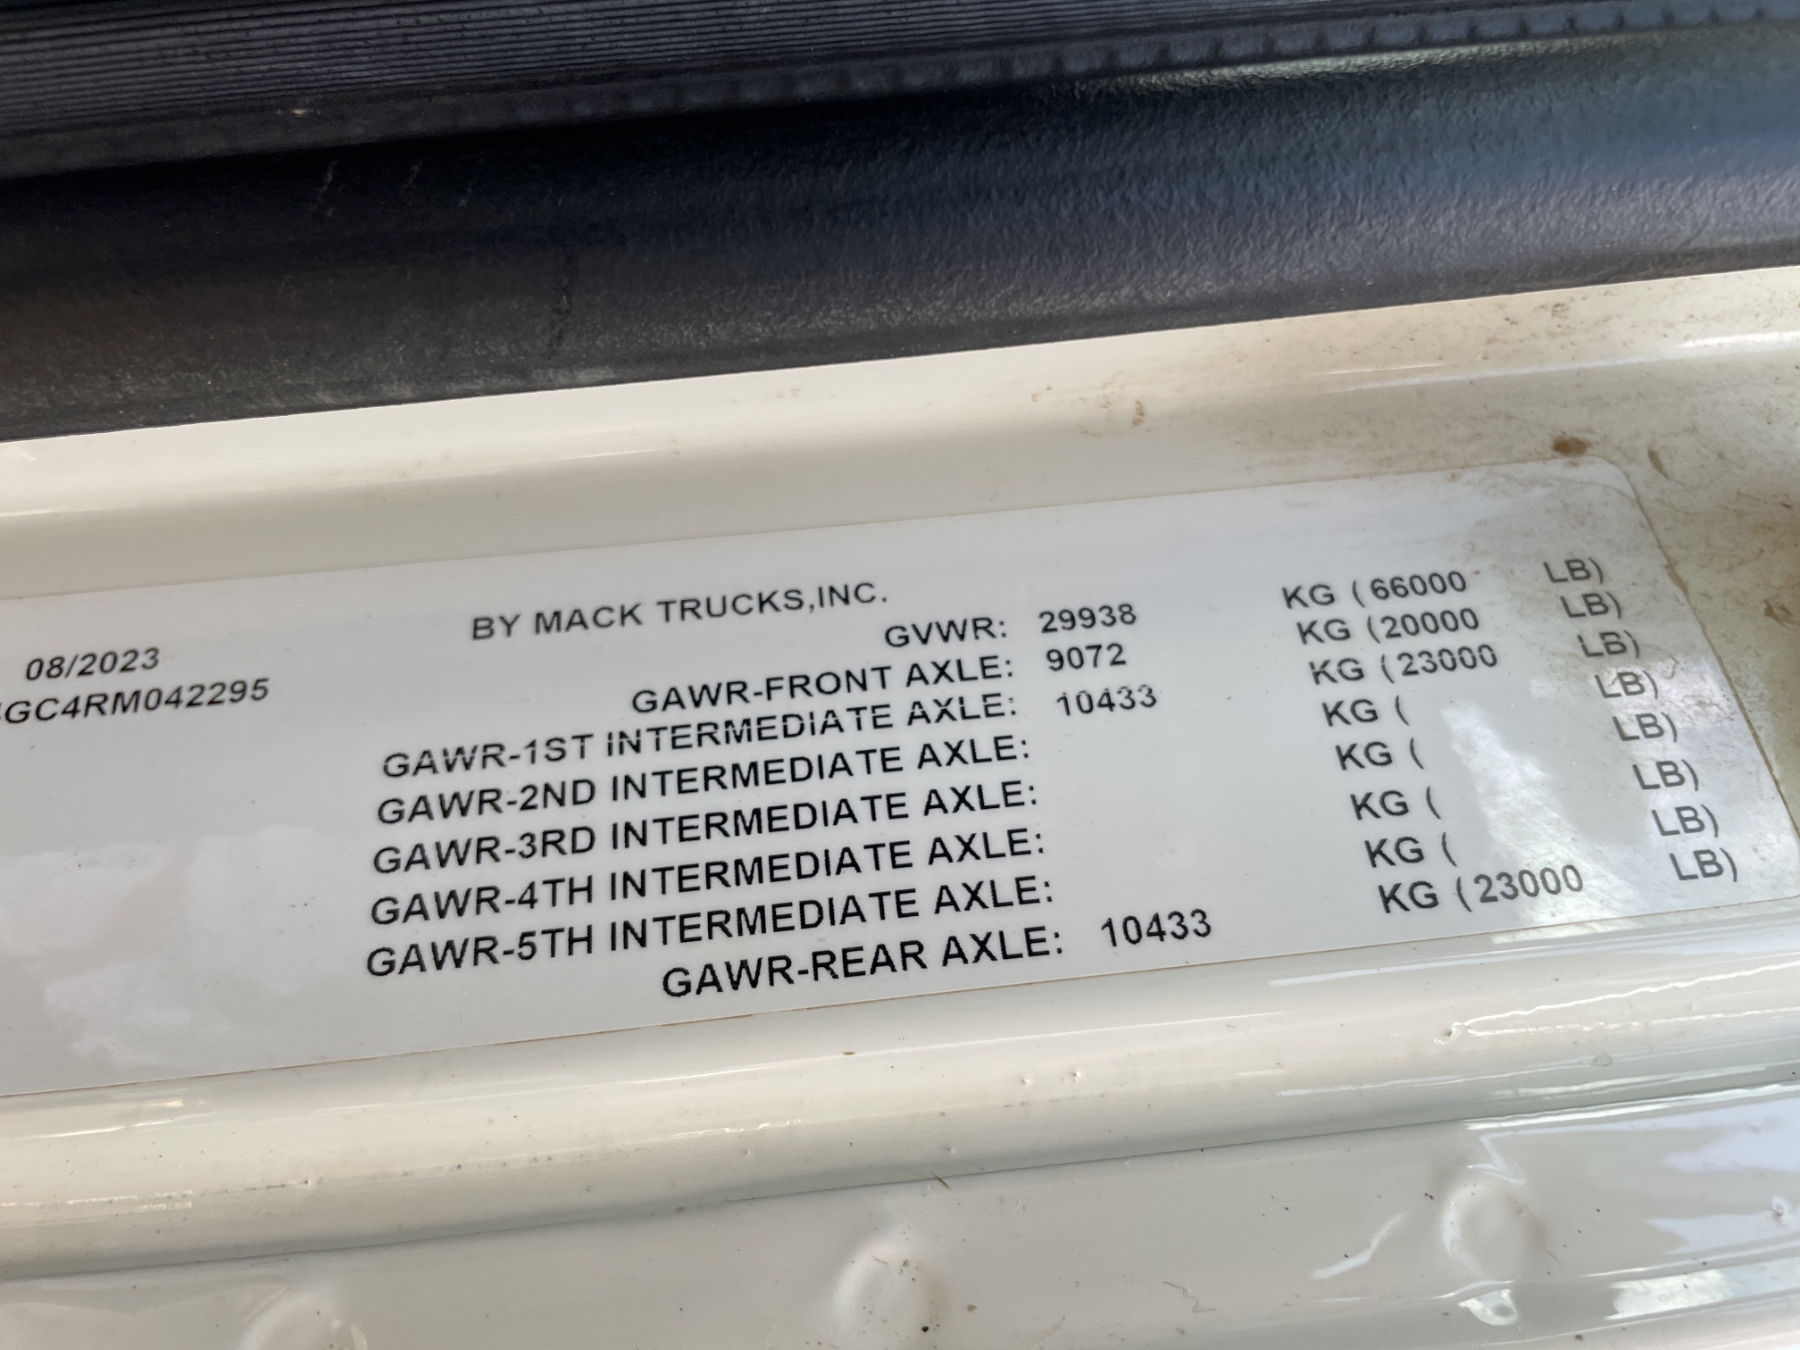 BY MACK TRUCKS,INC.
08/2023 GVWR: 29938 KG (66000 LB)
GC4RM042295 GAWR-FRONT AXLE: 9072 KG (20000 LB)
GAWR-1ST INTERMEDIATE AXLE: 10433 KG (23000 LB)
GAWR-2ND INTERMEDIATE AXLE: KG ( LB)
GAWR-3RD INTERMEDIATE AXLE: KG ( LB)
GAWR-4TH INTERMEDIATE AXLE: KG ( LB)
GAWR-5TH INTERMEDIATE AXLE: KG ( LB)
GAWR-REAR AXLE: 10433 KG (23000 LB)